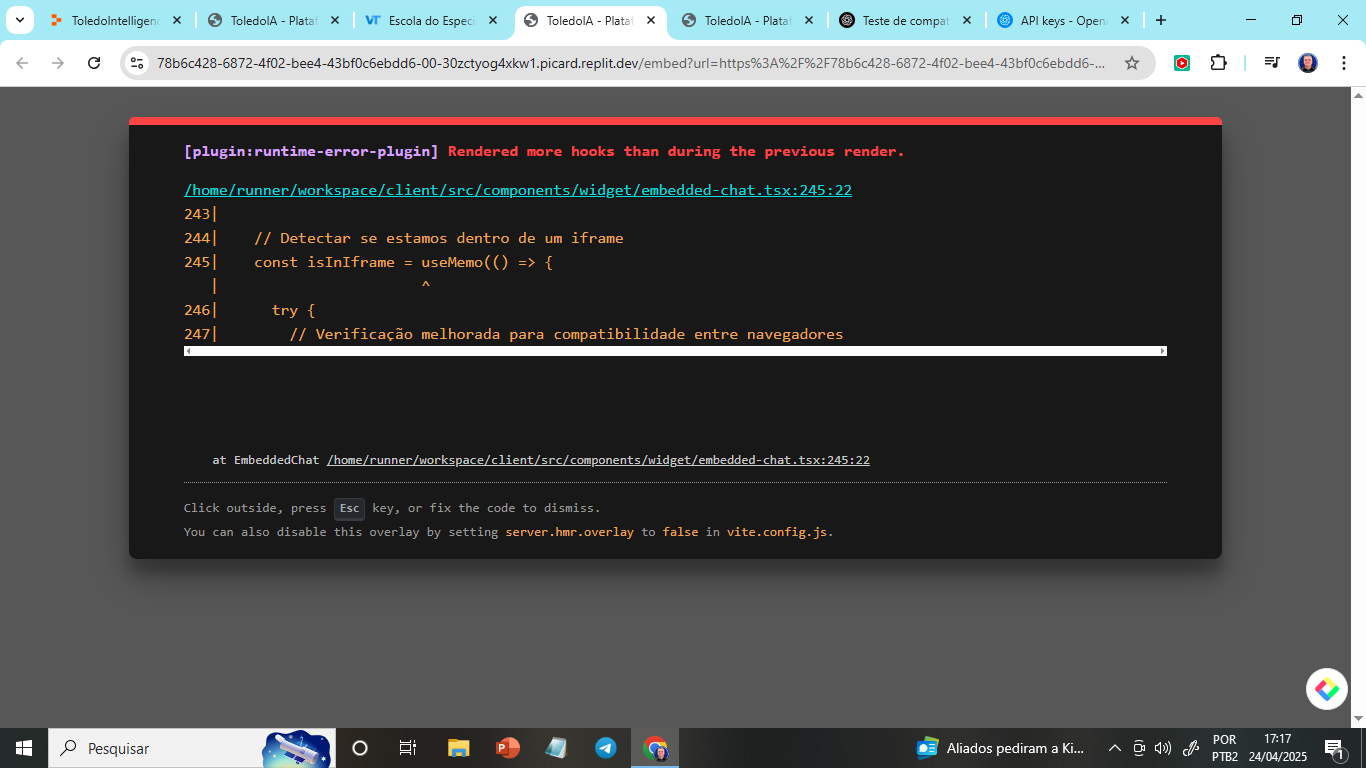 ToledoIntelligenc
ToledoIA - Plataf
Escola do Especi
ToledoIA - Plataf
ToledoIA - Plataf
Teste de compat
API keys - OpenA
78b6c428-6872-4f02-bee4-43bf0c6ebdd6-00-30zctyog4xkw1.picard.replit.dev/embed?url=https%3A%2F%2F78b6c428-6872-4f02-bee4-43bf0c6ebdd6-...
[plugin:runtime-error-plugin] Rendered more hooks than during the previous render.
/home/runner/workspace/client/src/components/widget/embedded-chat.tsx:245:22
243|
244|    // Detectar se estamos dentro de um iframe
245|    const isInIframe = useMemo(() => {
   |                       ^
246|      try {
247|        // Verificação melhorada para compatibilidade entre navegadores
at EmbeddedChat /home/runner/workspace/client/src/components/widget/embedded-chat.tsx:245:22
Click outside, press Esc key, or fix the code to dismiss.
You can also disable this overlay by setting server.hmr.overlay to false in vite.config.js.
Pesquisar
Aliados pediram a Ki...
POR
PTB2
17:17
24/04/2025
1